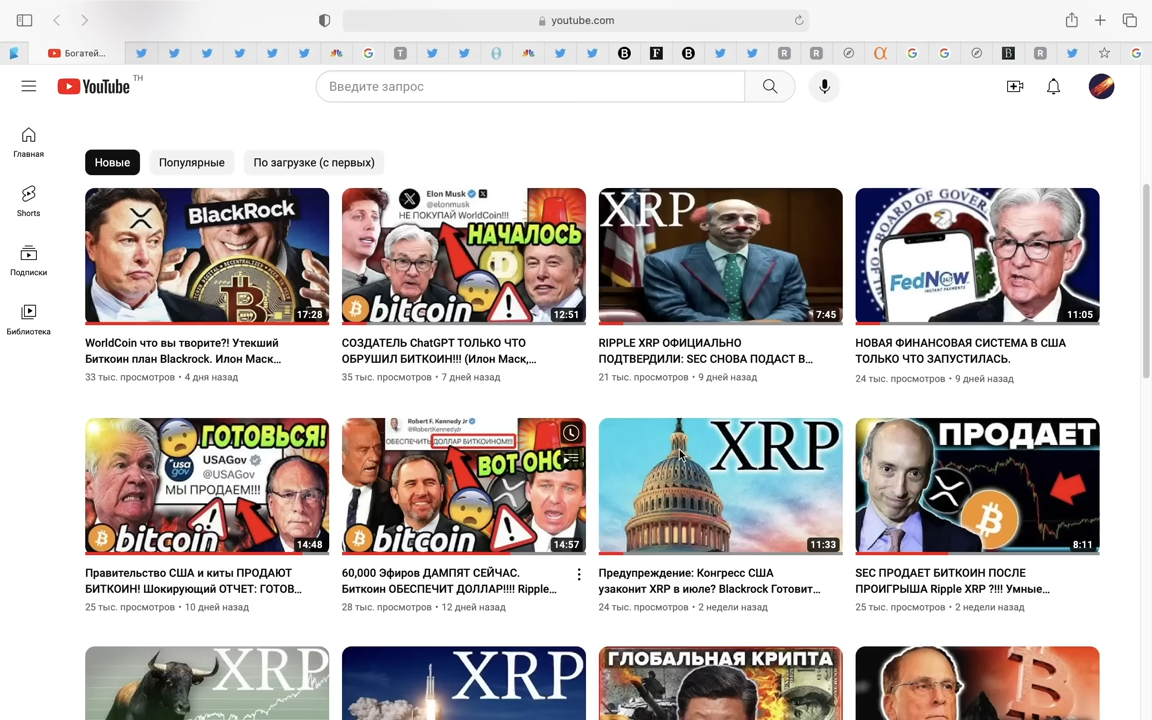 youtube.com
Богатей...
YouTube TH
Введите запрос
Главная
Shorts
Подписки
Библиотека
Новые
Популярные
По загрузке (с первых)
BlackRock
17:28
WorldCoin что вы творите?! Утекший
Биткоин план Blackrock. Илон Маск...
33 тыс. просмотров • 4 дня назад
Elon Musk
@elonmusk
НЕ ПОКУПАЙ WorldCoin!!!
НАЧАЛОСЬ
bitcoin
12:51
СОЗДАТЕЛЬ ChatGPT ТОЛЬКО ЧТО
ОБРУШИЛ БИТКОИН!!! (Илон Маск,...
35 тыс. просмотров • 7 дней назад
XRP
7:45
RIPPLE XRP ОФИЦИАЛЬНО
ПОДТВЕРДИЛИ: SEC СНОВА ПОДАСТ В...
21 тыс. просмотров • 9 дней назад
BOARD OF GOVER
FedNow
INSTANT PAYMENTS
11:05
НОВАЯ ФИНАНСОВАЯ СИСТЕМА В США
ТОЛЬКО ЧТО ЗАПУСТИЛАСЬ.
24 тыс. просмотров • 9 дней назад
ГОТОВЬСЯ!
usa gov
USAGov
@USAGov
МЫ ПРОДАЕМ!!!
bitcoin
14:48
Правительство США и киты ПРОДАЮТ
БИТКОИН! Шокирующий ОТЧЕТ: ГОТОВ...
25 тыс. просмотров • 10 дней назад
Robert F. Kennedy Jr
@RobertKennedyJr
ОБЕСПЕЧИТЬ ДОЛЛАР БИТКОИНОМ!!!
ВОТ ОНО
bitcoin
14:57
60,000 Эфиров ДАМПЯТ СЕЙЧАС.
Биткоин ОБЕСПЕЧИТ ДОЛЛАР!!!! Ripple...
28 тыс. просмотров • 12 дней назад
XRP
11:33
Предупреждение: Конгресс США
узаконит XRP в июле? Blackrock Готовит...
24 тыс. просмотров • 2 недели назад
ПРОДАЕТ
8:11
SEC ПРОДАЕТ БИТКОИН ПОСЛЕ
ПРОИГРЫША Ripple XRP ?!!! Умные...
25 тыс. просмотров • 2 недели назад
XRP
XRP
ГЛОБАЛЬНАЯ КРИПТА